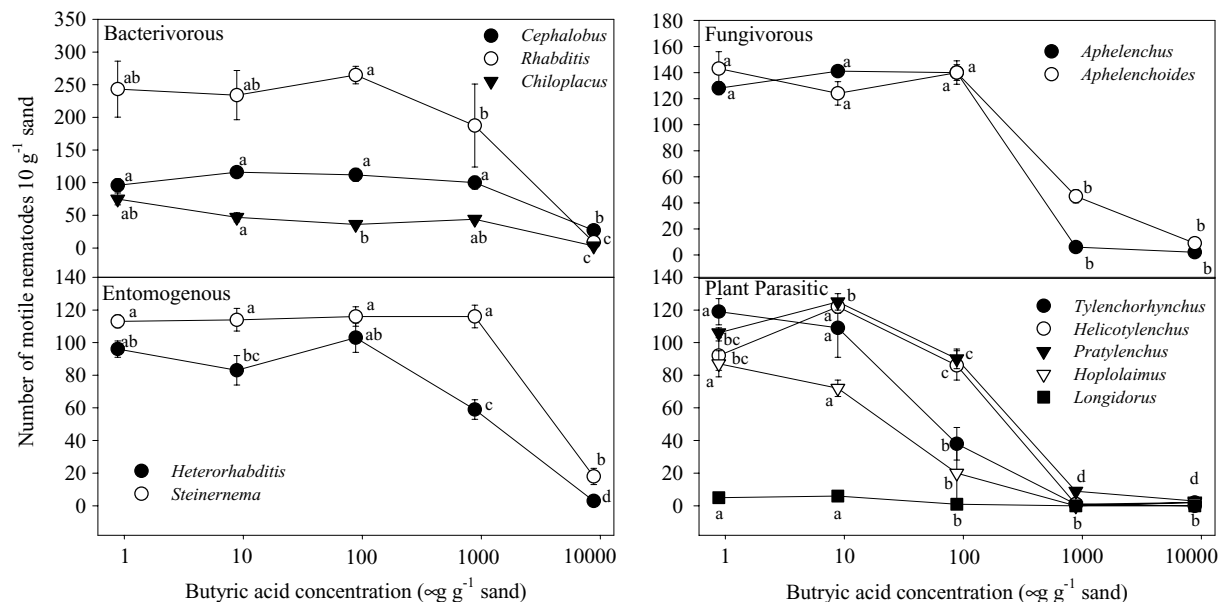 Number of motile nematodes 10 g-1 sand
350
300
250
200
150
100
50
0
Bacterivorous
Cephalobus
Rhabditis
Chiloplacus
ab
ab
a
b
a
a
a
a
b
ab
a
b
ab
c
c
140
120
100
80
60
40
20
0
Entomogenous
a
a
a
a
ab
bc
ab
c
b
d
Heterorhabditis
Steinernema
1
10
100
1000
10000
Butyric acid concentration (∝g g-1 sand)
180
160
140
120
100
80
60
40
20
0
Fungivorous
Aphelenchus
Aphelenchoides
a
a
a
a
a
a
b
b
b
b
140
120
100
80
60
40
20
0
Plant Parasitic
Tylenchorhynchus
Helicotylenchus
Pratylenchus
Hoplolaimus
Longidorus
a
b
a
bc
bc
a
a
a
c
c
b
b
d
d
a
a
b
b
b
1
10
100
1000
10000
Butryic acid concentration (∝g g-1 sand)